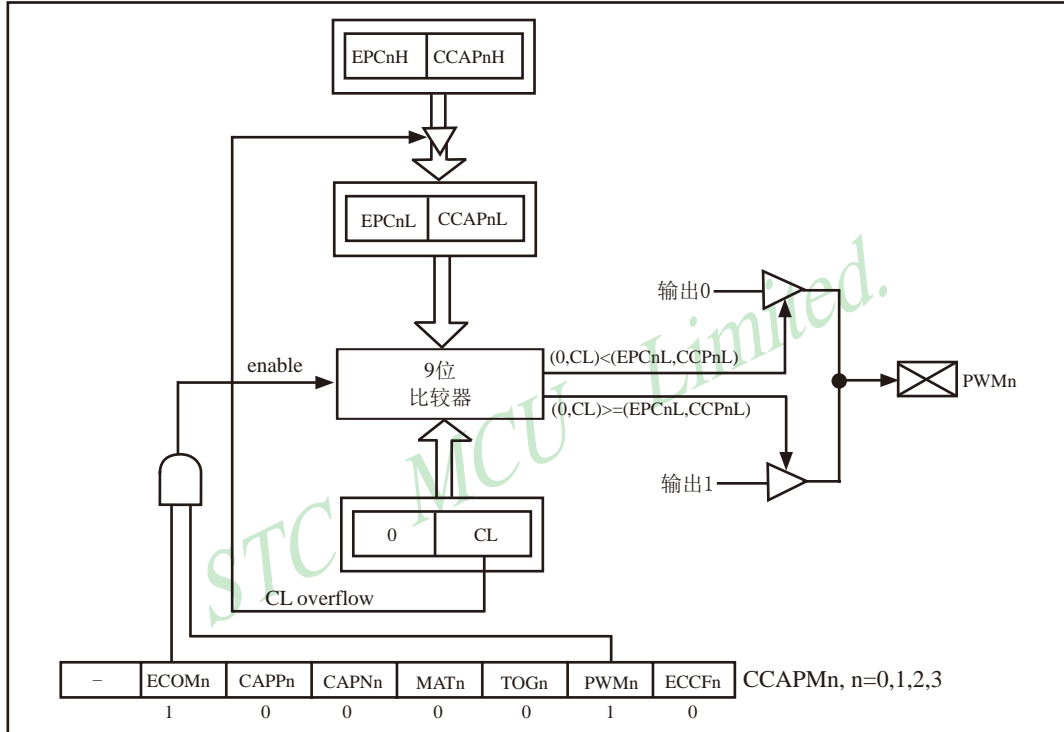 EPCnH CCAPnH
EPCnL CCAPnL
输出0
enable
9位
比较器
(0,CL)<(EPCnL,CCPnL)
(0,CL)>=(EPCnL,CCPnL)
PWMn
输出1
0 CL
CL overflow
STC MCU Limited.
– ECOMn CAPPn CAPNn MATn TOGn PWMn ECCFn CCAPMn, n=0,1,2,3
1 0 0 0 0 1 0